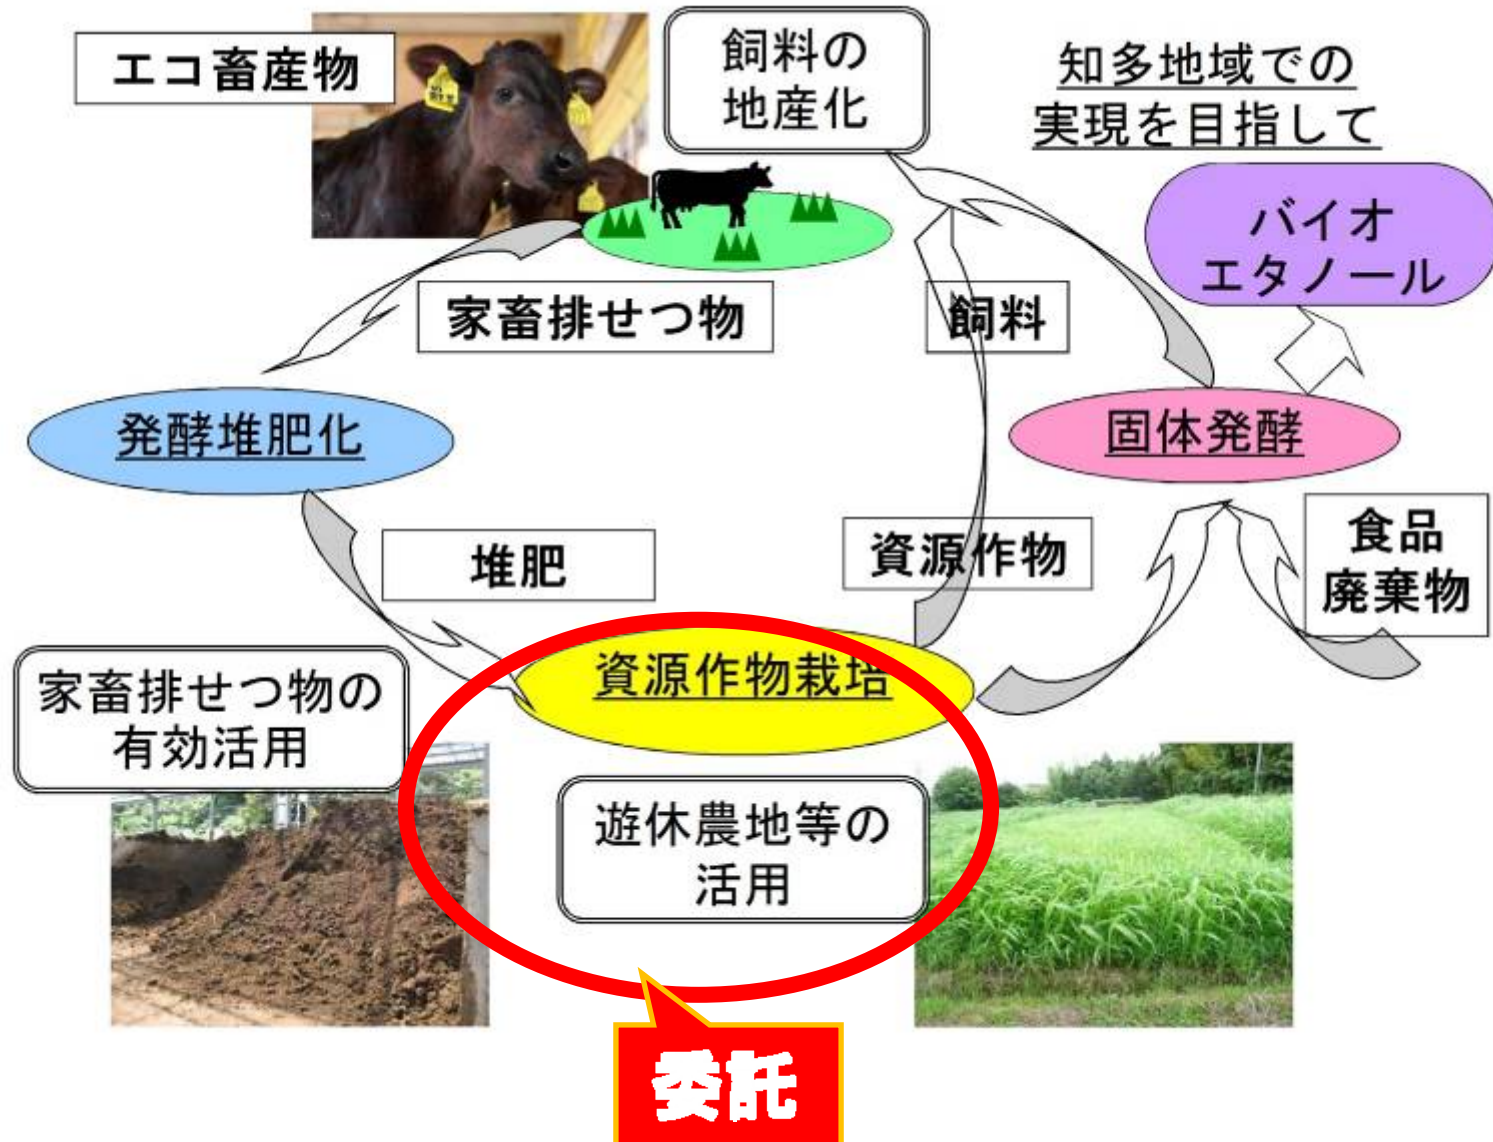 エコ畜産物
飼料の
地産化
知多地域での
実現を目指して
バイオ
エタノール
家畜排せつ物
飼料
発酵堆肥化
固体発酵
堆肥
資源作物
食品
廃棄物
資源作物栽培
家畜排せつ物の
有効活用
遊休農地等の
活用
委託